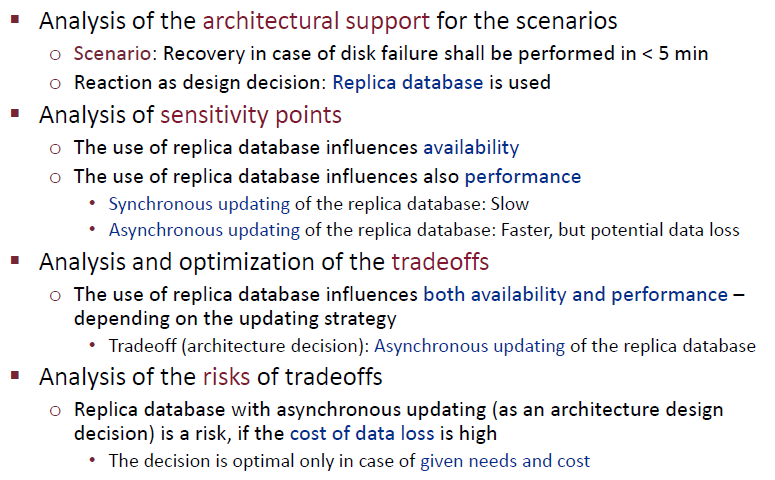 ▪ Analysis of the architectural support for the scenarios
o Scenario: Recovery in case of disk failure shall be performed in < 5 min
o Reaction as design decision: Replica database is used
▪ Analysis of sensitivity points
o The use of replica database influences availability
o The use of replica database influences also performance
• Synchronous updating of the replica database: Slow
• Asynchronous updating of the replica database: Faster, but potential data loss
▪ Analysis and optimization of the tradeoffs
o The use of replica database influences both availability and performance –
depending on the updating strategy
• Tradeoff (architecture decision): Asynchronous updating of the replica database
▪ Analysis of the risks of tradeoffs
o Replica database with asynchronous updating (as an architecture design
decision) is a risk, if the cost of data loss is high
• The decision is optimal only in case of given needs and cost